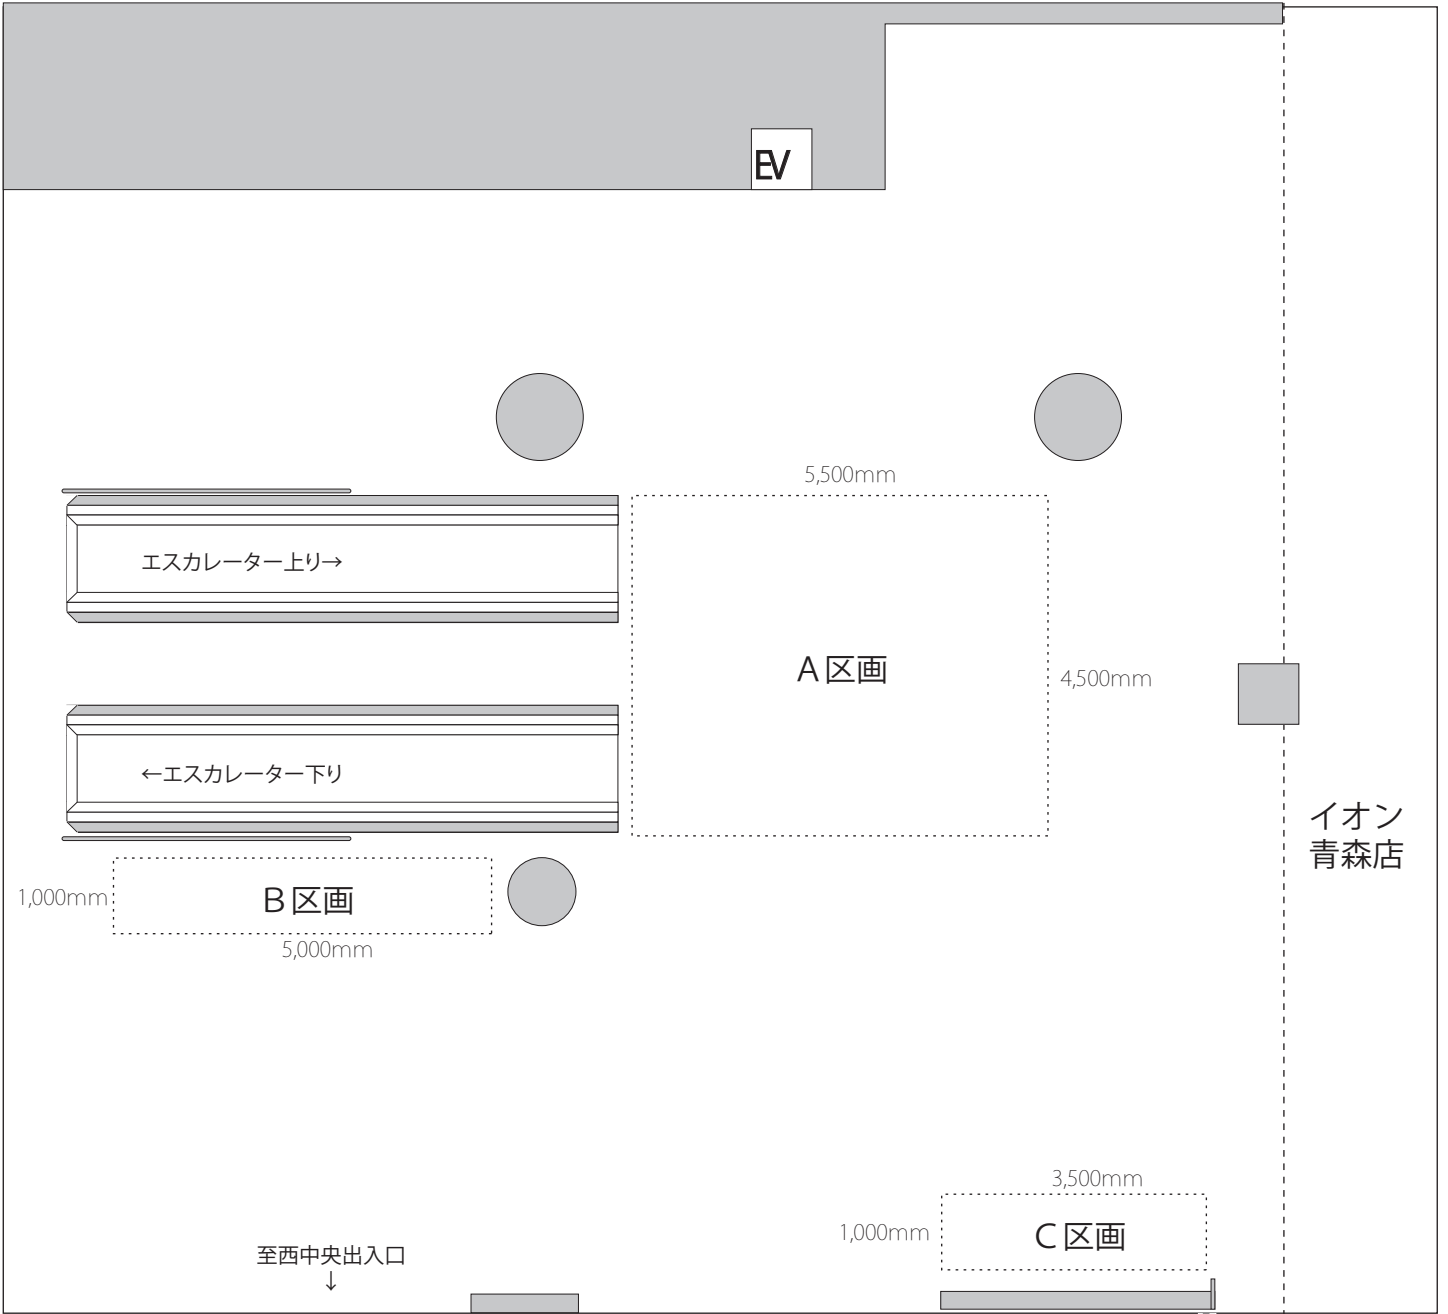 EV
5,500mm
エスカレーター上り→
A区画
4,500mm
←エスカレーター下り
イオン
青森店
B区画
1,000mm
5,000mm
3,500mm
1,000mm
C区画
至西中央出入口
↓